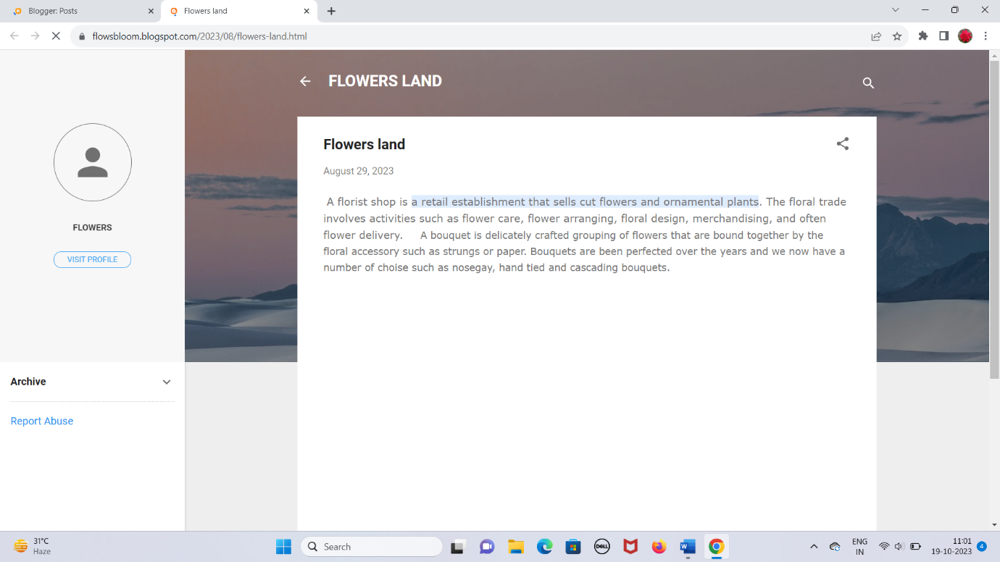 Blogger: Posts
Flowers land
flowsbloom.blogspot.com/2023/08/flowers-land.html
FLOWERS LAND
FLOWERS
VISIT PROFILE
Archive
Report Abuse
Flowers land
August 29, 2023
A florist shop is a retail establishment that sells cut flowers and ornamental plants. The floral trade
involves activities such as flower care, flower arranging, floral design, merchandising, and often
flower delivery. A bouquet is delicately crafted grouping of flowers that are bound together by the
floral accessory such as strungs or paper. Bouquets are been perfected over the years and we now have a
number of choise such as nosegay, hand tied and cascading bouquets.
31°C
Haze
Search
DELL
W
ENG
IN
11:01
19-10-2023
4